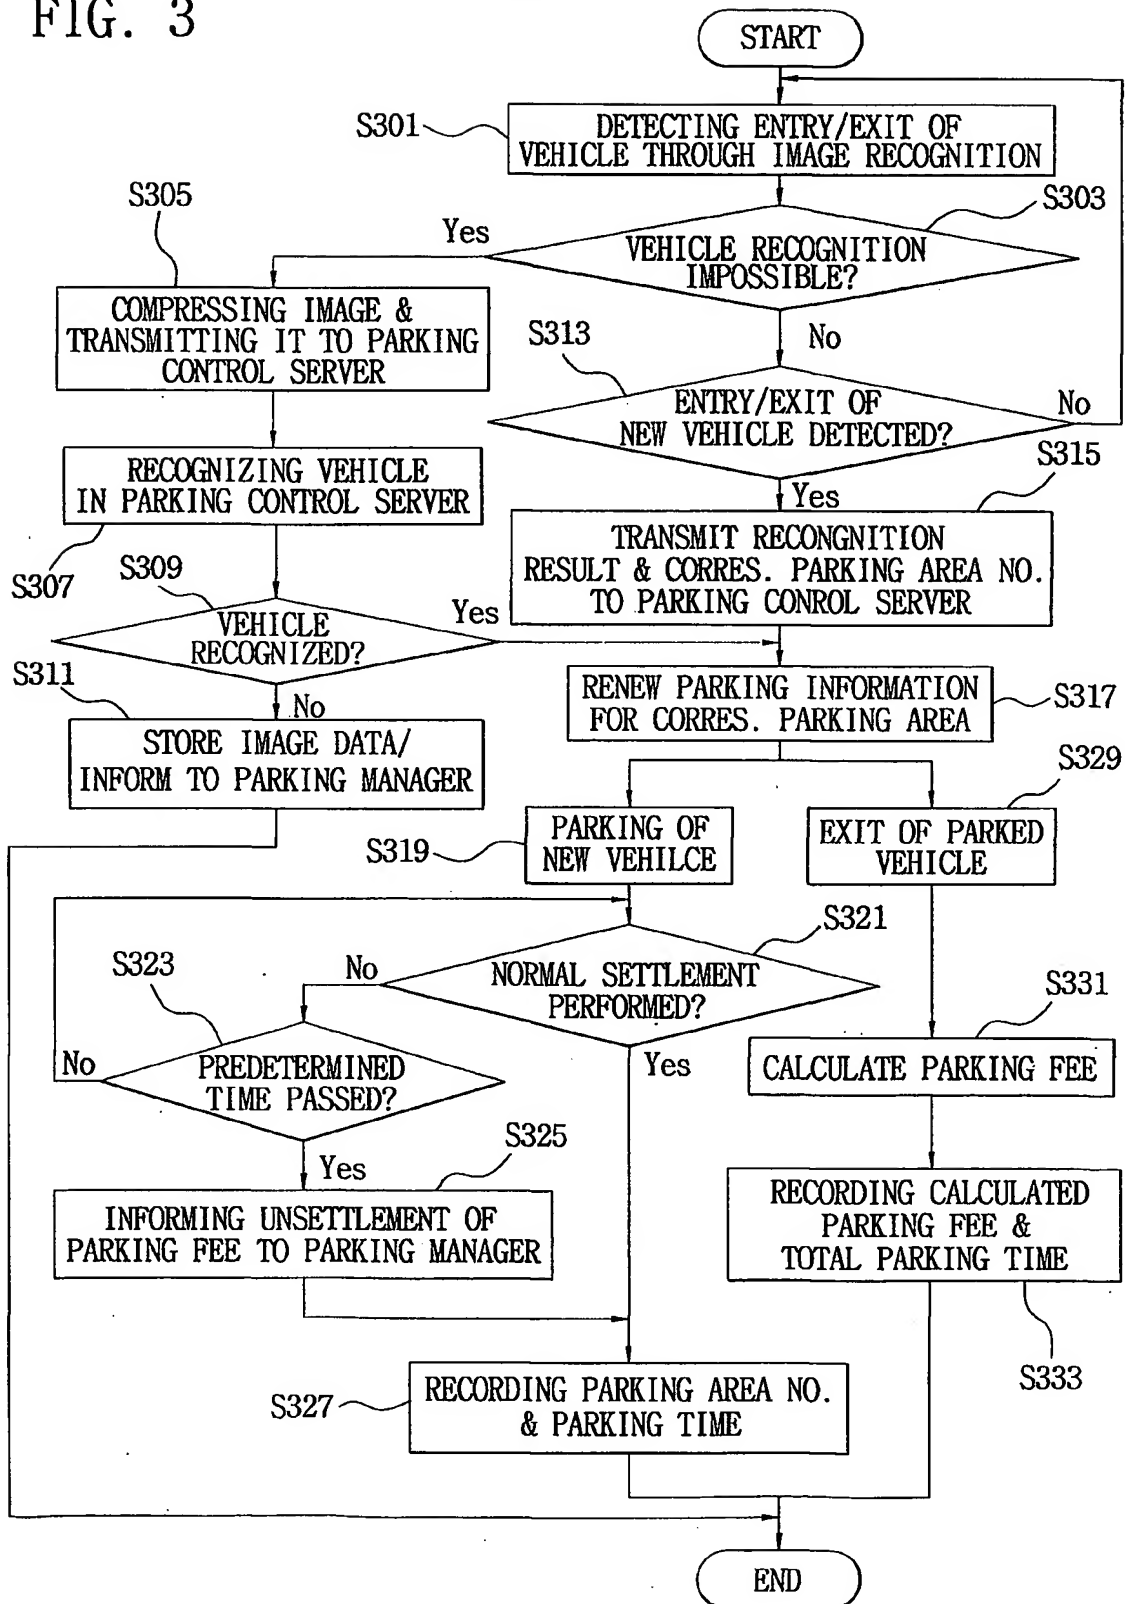 FIG. 3
START
S301
DETECTING ENTRY/EXIT OF
VEHICLE THROUGH IMAGE RECOGNITION
S303
VEHICLE RECOGNITION
IMPOSSIBLE?
Yes
No
S305
COMPRESSING IMAGE &
TRANSMITTING IT TO PARKING
CONTROL SERVER
S313
ENTRY/EXIT OF
NEW VEHICLE DETECTED?
No
Yes
RECOGNIZING VEHICLE
IN PARKING CONTROL SERVER
S307
S315
TRANSMIT RECONGNITION
RESULT & CORRES. PARKING AREA NO.
TO PARKING CONROL SERVER
S309
VEHICLE
RECOGNIZED?
Yes
No
S311
STORE IMAGE DATA/
INFORM TO PARKING MANAGER
RENEW PARKING INFORMATION
FOR CORRES. PARKING AREA
S317
S319
PARKING OF
NEW VEHILCE
S329
EXIT OF PARKED
VEHICLE
S321
NORMAL SETTLEMENT
PERFORMED?
No
Yes
S323
PREDETERMINED
TIME PASSED?
No
Yes
S331
CALCULATE PARKING FEE
S325
INFORMING UNSETTLEMENT OF
PARKING FEE TO PARKING MANAGER
RECORDING CALCULATED
PARKING FEE &
TOTAL PARKING TIME
S333
S327
RECORDING PARKING AREA NO.
& PARKING TIME
END